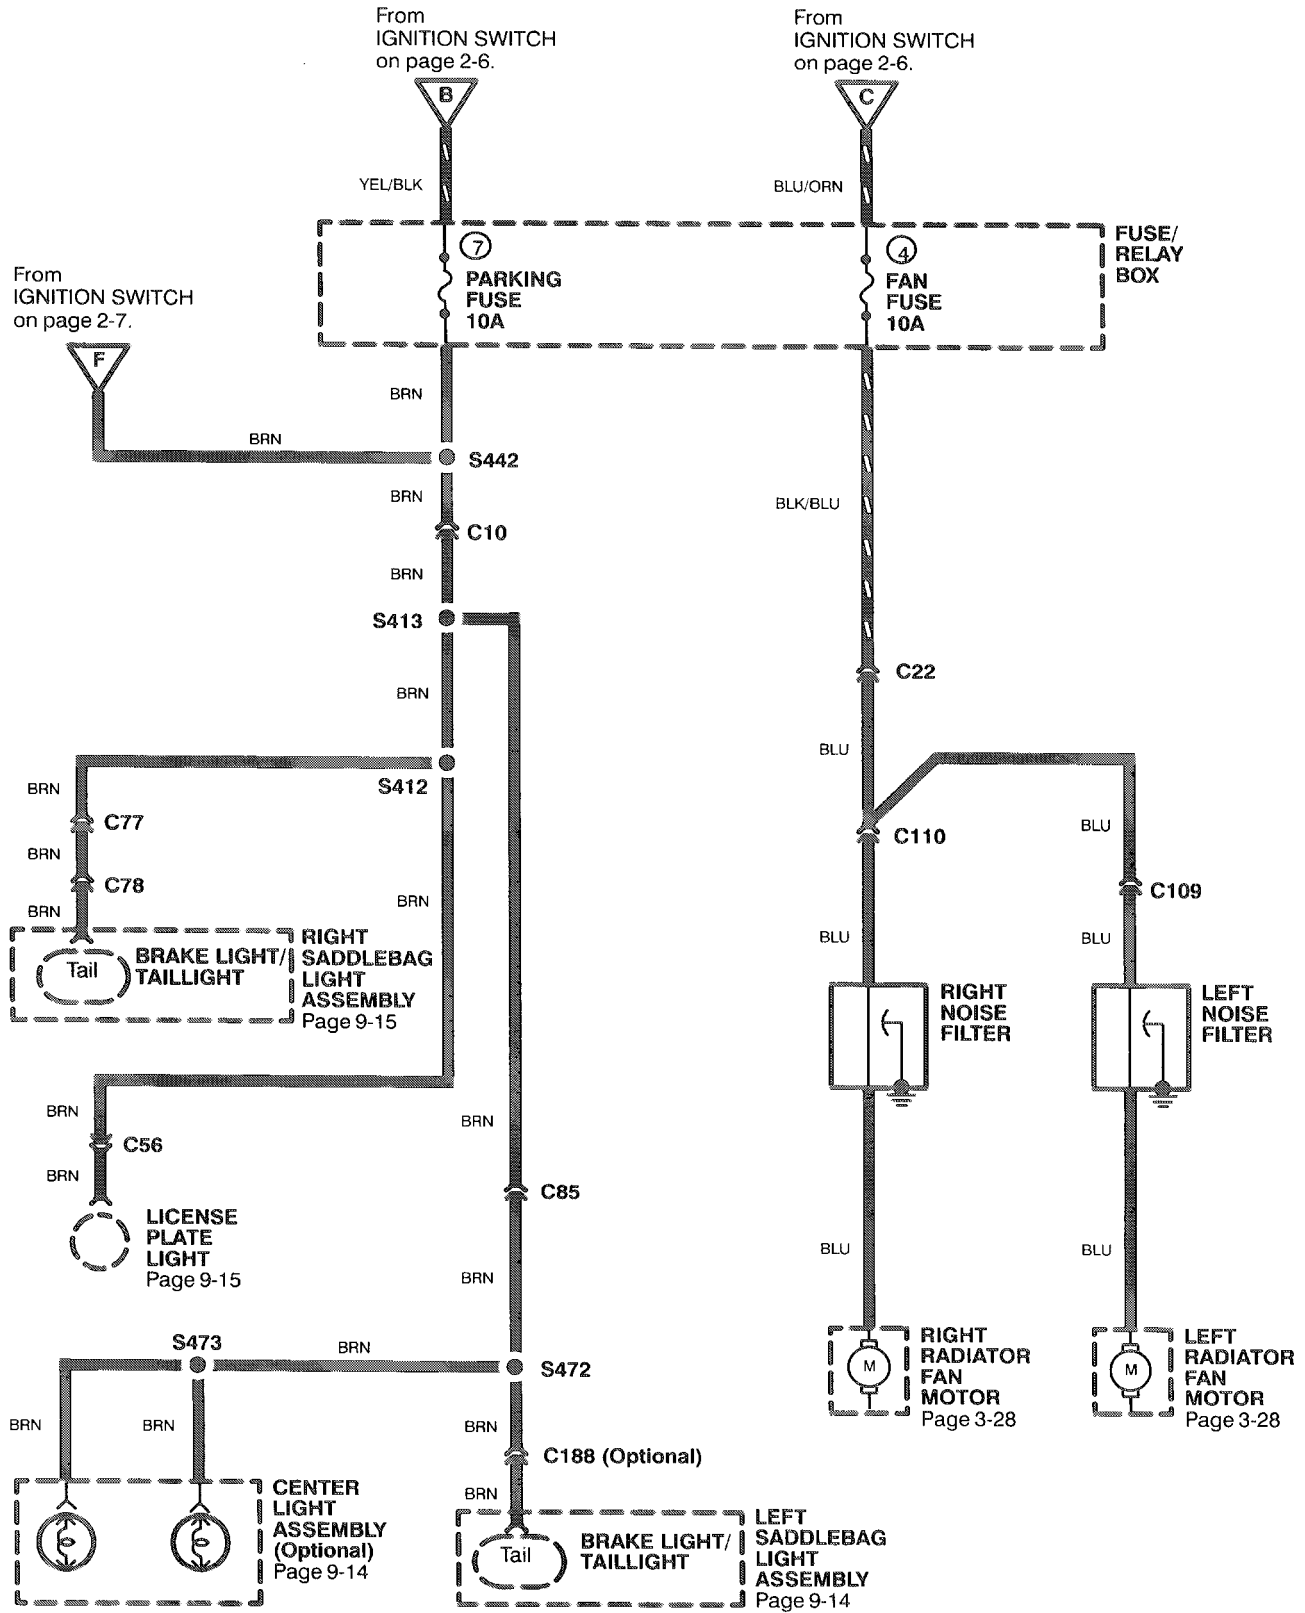 From
IGNITION SWITCH
on page 2-6.
B
From
IGNITION SWITCH
on page 2-6.
C
YEL/BLK
BLU/ORN
7
PARKING
FUSE
10A
4
FAN
FUSE
10A
FUSE/
RELAY
BOX
From
IGNITION SWITCH
on page 2-7.
F
BRN
BRN
S442
BRN
C10
BLK/BLU
BRN
S413
BRN
C22
S412
BLU
BRN
C77
BRN
C78
BRN
BRN
C110
BLU
C109
BLU
BLU
Tail
BRAKE LIGHT/
TAILLIGHT
RIGHT
SADDLEBAG
LIGHT
ASSEMBLY
Page 9-15
RIGHT
NOISE
FILTER
LEFT
NOISE
FILTER
BRN
C56
BRN
BRN
C85
LICENSE
PLATE
LIGHT
Page 9-15
BRN
BLU
BLU
S473
BRN
S472
M
RIGHT
RADIATOR
FAN
MOTOR
Page 3-28
M
LEFT
RADIATOR
FAN
MOTOR
Page 3-28
BRN
BRN
BRN
C188 (Optional)
BRN
CENTER
LIGHT
ASSEMBLY
(Optional)
Page 9-14
Tail
BRAKE LIGHT/
TAILLIGHT
LEFT
SADDLEBAG
LIGHT
ASSEMBLY
Page 9-14